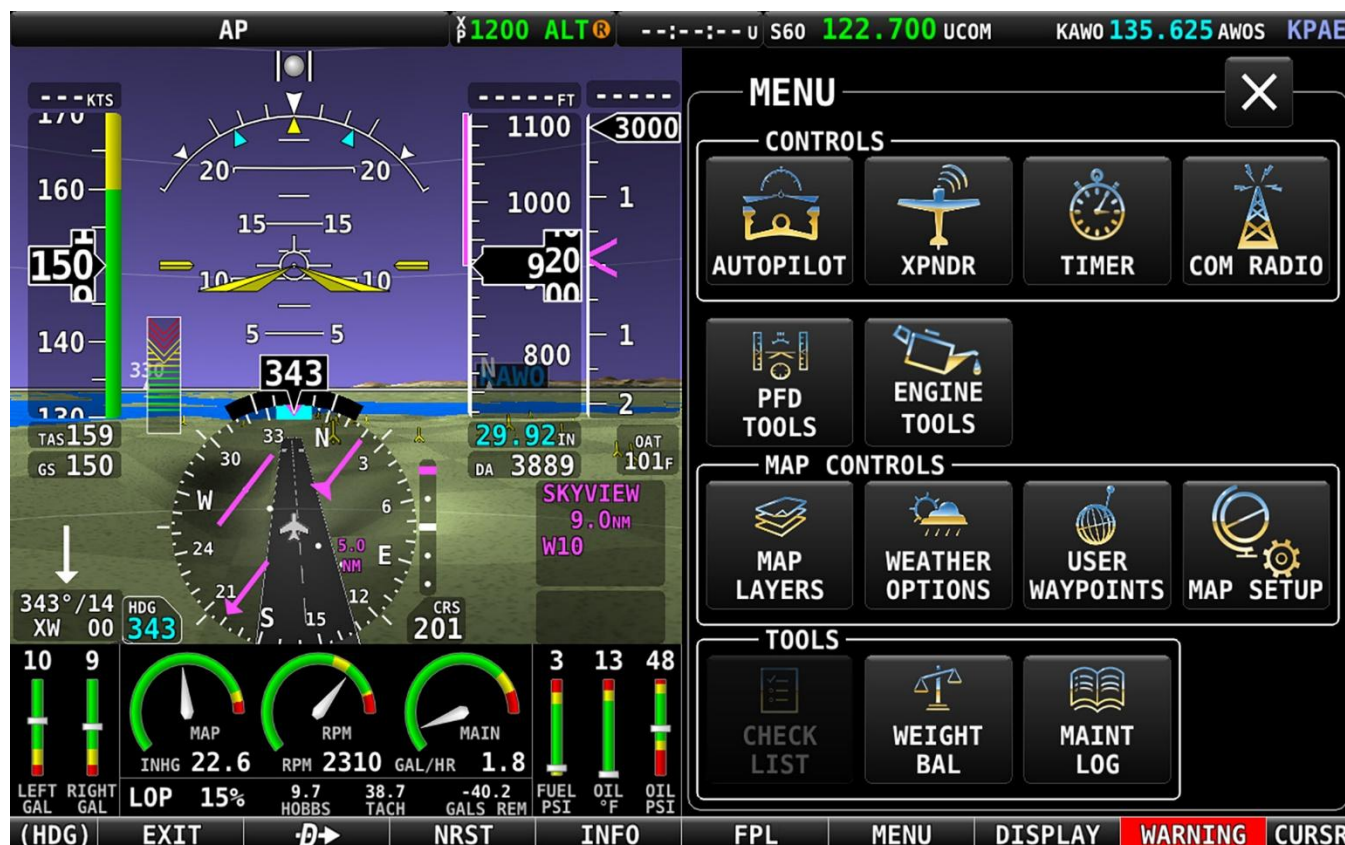 AP
XP 1200 ALT R
--:--:-- U
S60 122.700 UCOM
KAWO 135.625 AWOS KPAE
---KTS
170
160
150
140
130
TAS 159
GS 150
20 20
15 15
10 10
5 5
330
343
N
-----FT
-----
1100
1000
920
00
800
KAWO
3000
1
1
2
29.92IN
DA 3889
OAT
101F
SKYVIEW
9.0NM
W10
33 N 3 6 E 12 15 S 21 24 W 30
5.0
NM
343°/14
XW 00
HDG
343
CRS
201
10 9
LEFT GAL
RIGHT GAL
MAP
INHG 22.6
RPM
RPM 2310
MAIN
GAL/HR 1.8
LOP 15%
9.7
HOBBS
38.7
TACH
-40.2
GALS REM
3 13 48
FUEL PSI
OIL °F
OIL PSI
MENU
X
CONTROLS
AUTOPILOT
XPNDR
TIMER
COM RADIO
PFD
TOOLS
ENGINE
TOOLS
MAP CONTROLS
MAP
LAYERS
WEATHER
OPTIONS
USER
WAYPOINTS
MAP SETUP
TOOLS
CHECK
LIST
WEIGHT
BAL
MAINT
LOG
(HDG) EXIT D NRST INFO FPL MENU DISPLAY WARNING CURSR